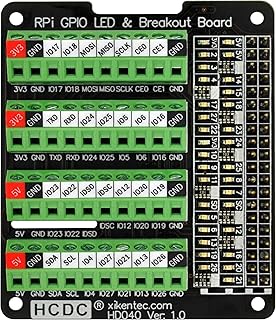 RPi GPIO LED & Breakout Board
3V3 GND IO17 IO18 MOSI MISO SCLK CE0 CE1 GND
3V3 GND IO17 IO18 MOSI MISO SCLK CE0 CE1 GND
3V3 GND TXD RXD IO24 IO25 IO5 IO6 IO16 GND
3V3 GND TXD RXD IO24 IO25 IO5 IO6 IO16 GND
5V GND IO23 IO22 IDSD IDSC IO12 IO20 IO19 GND
IDSC IO12 IO20 IO19 GND
5V GND IO23 IO22 IDSD
5V GND SDA SCL IO4 IO27 IO21 IO13 IO26 GND
5V GND SDA SCL IO4 IO27 IO21 IO13 IO26 GND
HCDC xikentec.com
HD040 Ver: 1.0